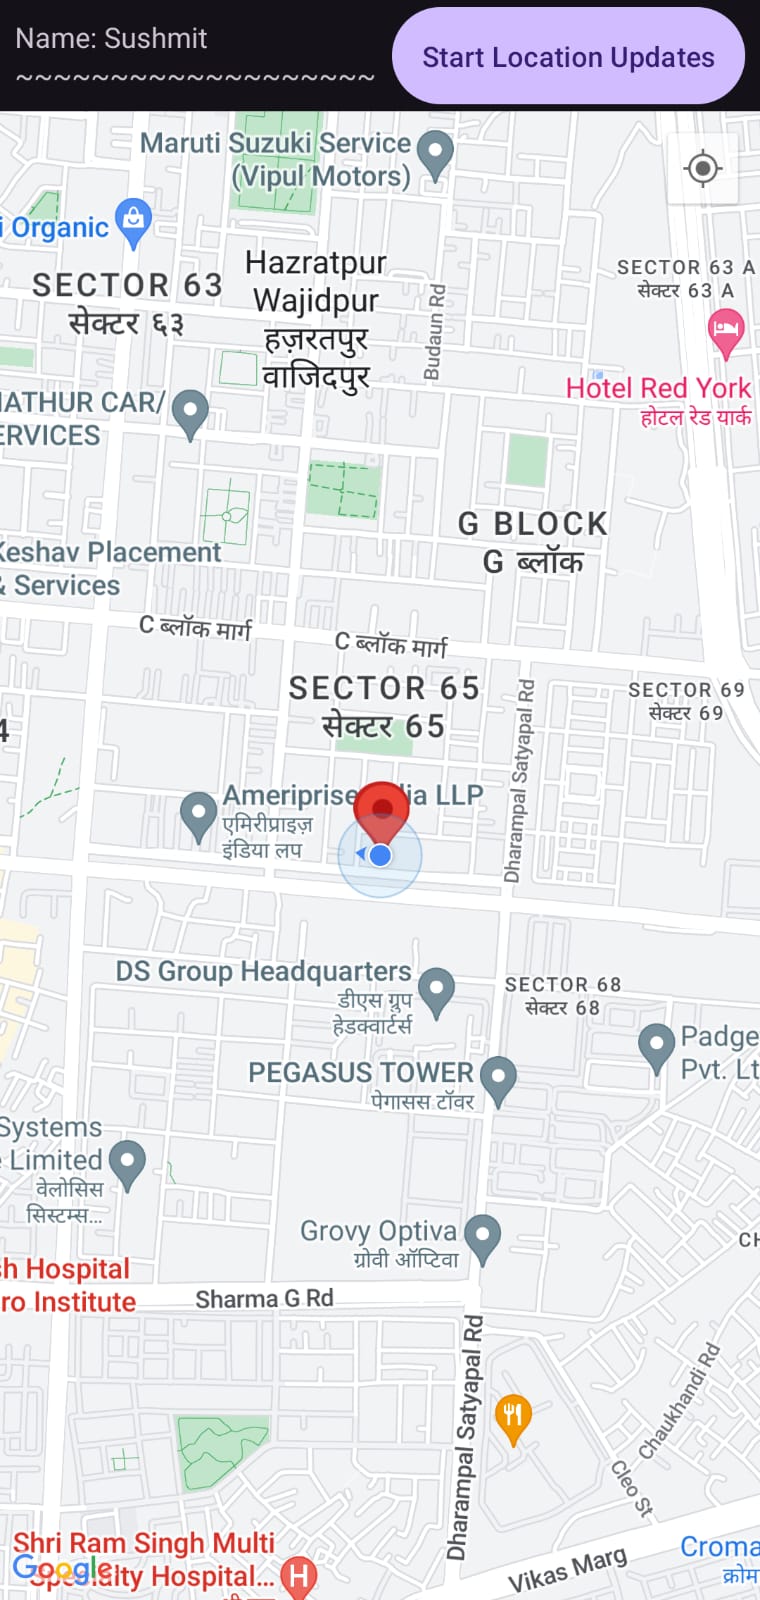 Name: Sushmit
~~~~~~~~~~~~~~~~~~~
Start Location Updates
Maruti Suzuki Service
(Vipul Motors)
i Organic
Hazratpur
Wajidpur
हज़रतपुर
वाजिदपुर
SECTOR 63
सेक्टर ६३
Budaun Rd
SECTOR 63 A
सेक्टर 63 A
Hotel Red York
होटल रेड यार्क
IATHUR CAR/
ERVICES
G BLOCK
G ब्लॉक
Keshav Placement
& Services
C ब्लॉक मार्ग
C ब्लॉक मार्ग
SECTOR 65
सेक्टर 65
SECTOR 69
सेक्टर 69
4
Dharampal Satyapal Rd
Ameriprise ia LLP
एमिरीप्राइज़
इंडिया लप
DS Group Headquarters
डीएस ग्रुप
हेडक्वार्टर्स
SECTOR 68
सेक्टर 68
Padge
Pvt. Lt
PEGASUS TOWER
पेगासस टॉवर
Systems
Limited
वेलोसिस
सिस्टम्स...
Grovy Optiva
ग्रोवी ऑप्टिवा
CH
sh Hospital
ro Institute
Sharma G Rd
Dharampal Satyapal Rd
Chaukhandi Rd
Cleo St
Shri Ram Singh Multi
Specialty Hospital...
Google
H
Vikas Marg
Croma
क्रोम